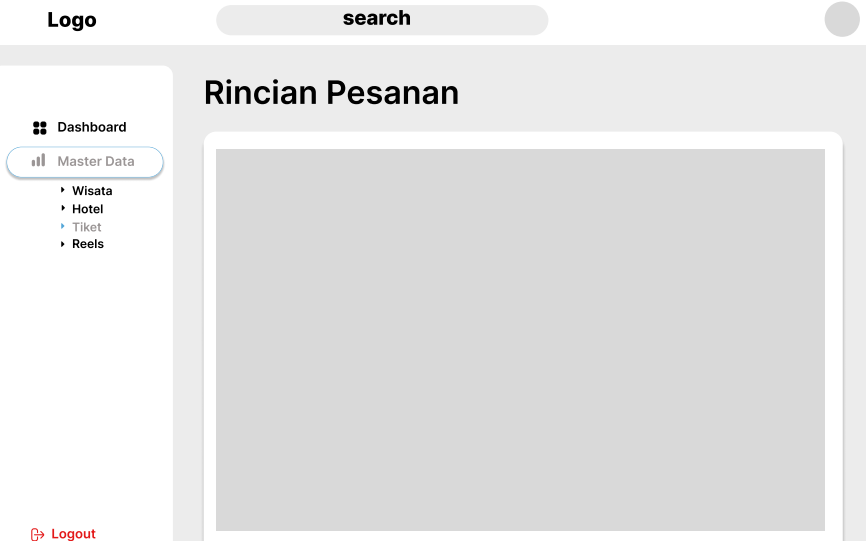 Logo
search
Rincian Pesanan
Dashboard
Master Data
Wisata
Hotel
Tiket
Reels
Logout